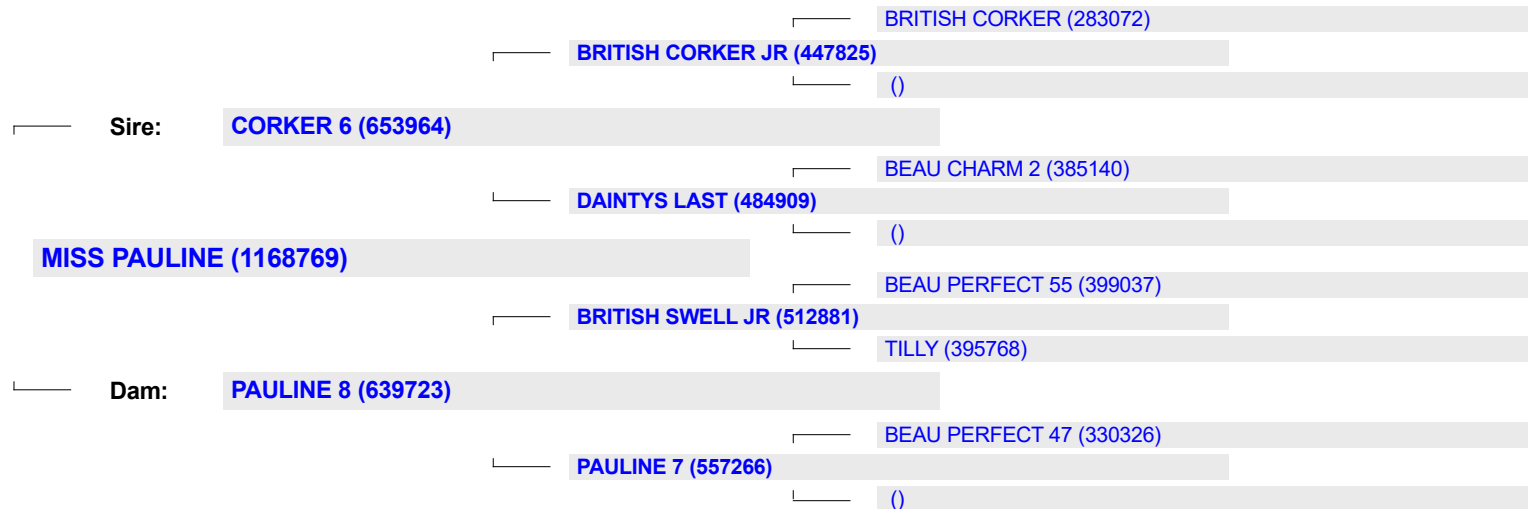 BRITISH CORKER (283072)
BRITISH CORKER JR (447825)
()
Sire: CORKER 6 (653964)
BEAU CHARM 2 (385140)
DAINTYS LAST (484909)
()
MISS PAULINE (1168769)
BEAU PERFECT 55 (399037)
BRITISH SWELL JR (512881)
TILLY (395768)
Dam: PAULINE 8 (639723)
BEAU PERFECT 47 (330326)
PAULINE 7 (557266)
()